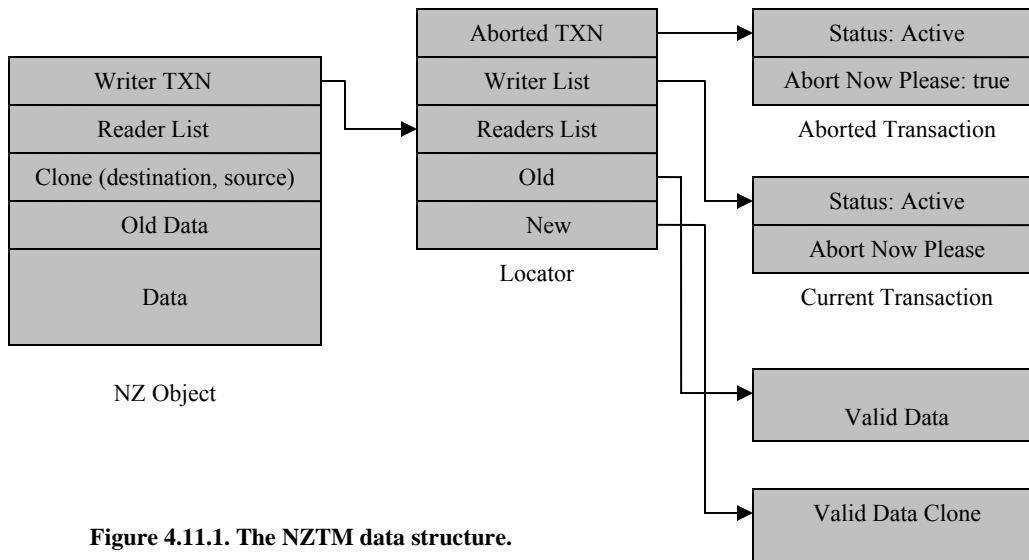 Writer TXN
Reader List
Clone (destination, source)
Old Data
Data
NZ Object
Aborted TXN
Writer List
Readers List
Old
New
Locator
Status: Active
Abort Now Please: true
Aborted Transaction
Status: Active
Abort Now Please
Current Transaction
Valid Data
Valid Data Clone
Figure 4.11.1. The NZTM data structure.